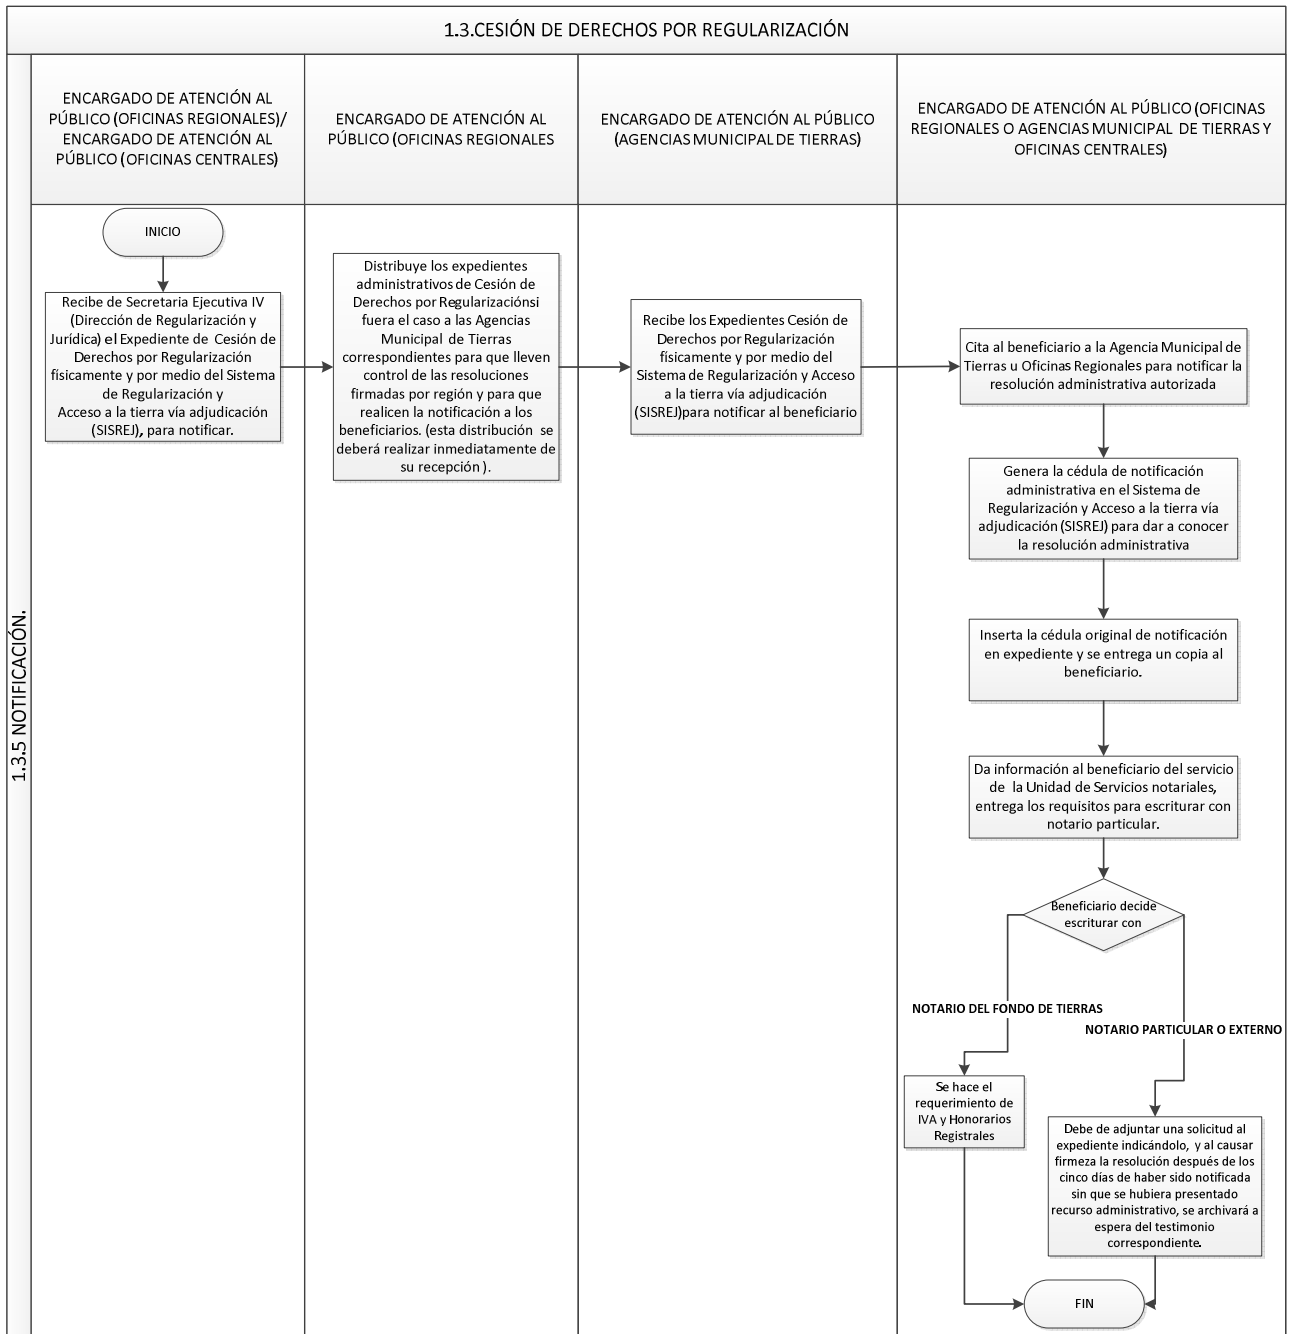 1.3.CESIÓN DE DERECHOS POR REGULARIZACIÓN
1.3.5 NOTIFICACIÓN.
ENCARGADO DE ATENCIÓN AL
PÚBLICO (OFICINAS REGIONALES)/
ENCARGADO DE ATENCIÓN AL
PÚBLICO (OFICINAS CENTRALES)
ENCARGADO DE ATENCIÓN AL
PÚBLICO (OFICINAS REGIONALES
ENCARGADO DE ATENCIÓN AL PÚBLICO
(AGENCIAS MUNICIPAL DE TIERRAS)
ENCARGADO DE ATENCIÓN AL PÚBLICO (OFICINAS
REGIONALES O AGENCIAS MUNICIPAL DE TIERRAS Y
OFICINAS CENTRALES)
INICIO
Recibe de Secretaria Ejecutiva IV
(Dirección de Regularización y
Jurídica) el Expediente de Cesión de
Derechos por Regularización
físicamente y por medio del Sistema
de Regularización y
Acceso a la tierra vía adjudicación
(SISREJ), para notificar.
Distribuye los expedientes
administrativos de Cesión de
Derechos por Regularizaciónsi
fuera el caso a las Agencias
Municipal de Tierras
correspondientes para que lleven
control de las resoluciones
firmadas por región y para que
realicen la notificación a los
beneficiarios. (esta distribución se
deberá realizar inmediatamente de
su recepción ).
Recibe los Expedientes Cesión de
Derechos por Regularización
físicamente y por medio del
Sistema de Regularización y Acceso
a la tierra vía adjudicación
(SISREJ)para notificar al beneficiario
Cita al beneficiario a la Agencia Municipal de
Tierras u Oficinas Regionales para notificar la
resolución administrativa autorizada
Genera la cédula de notificación
administrativa en el Sistema de
Regularización y Acceso a la tierra vía
adjudicación (SISREJ) para dar a conocer
la resolución administrativa
Inserta la cédula original de notificación
en expediente y se entrega un copia al
beneficiario.
Da información al beneficiario del servicio
de la Unidad de Servicios notariales,
entrega los requisitos para escriturar con
notario particular.
Beneficiario decide
escriturar con
NOTARIO DEL FONDO DE TIERRAS
NOTARIO PARTICULAR O EXTERNO
Se hace el
requerimiento de
IVA y Honorarios
Registrales
Debe de adjuntar una solicitud al
expediente indicándolo, y al causar
firmeza la resolución después de los
cinco días de haber sido notificada
sin que se hubiera presentado
recurso administrativo, se archivará a
espera del testimonio
correspondiente.
FIN